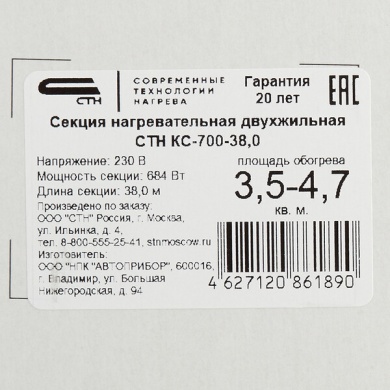 СТН
СОВРЕМЕННЫЕ
ТЕХНОЛОГИИ
НАГРЕВА
Гарантия
20 лет
EAC
Секция нагревательная двухжильная
СТН КС-700-38,0
Напряжение: 230 В
Мощность секции: 684 Вт
Длина секции: 38,0 м
Произведено по заказу:
ООО "СТН" Россия, г. Москва,
ул. Ильинка, д. 4,
тел. 8-800-555-25-41, stnmoscow.ru
Изготовитель:
ООО "НПК "АВТОПРИБОР", 600016,
г. Владимир, ул. Большая
Нижегородская, д. 94
площадь обогрева
3,5-4,7
кв. м.
4 627120 861890